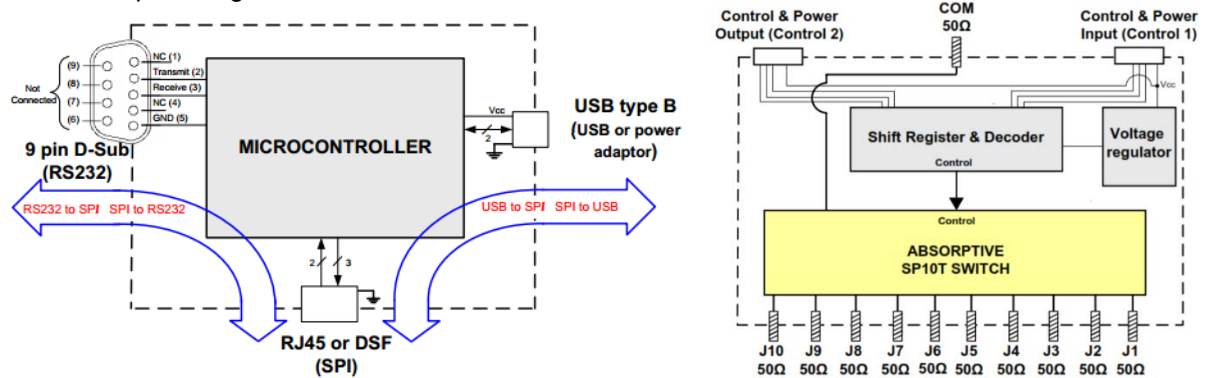 NC (1)
(9)
Transmit (2)
(8)
Receive (3)
Not
Connected
(7)
NC (4)
(6)
GND (5)
9 pin D-Sub
(RS232)
MICROCONTROLLER
Vcc
2
USB type B
(USB or power
adaptor)
RS232 to SPI SPI to RS232
USB to SPI SPI to USB
2
3
RJ45 or DSF
(SPI)
Control & Power
Output (Control 2)
COM
50Ω
Control & Power
Input (Control 1)
Vcc
Shift Register & Decoder
Control
Voltage
regulator
Control
ABSORPTIVE
SP10T SWITCH
J10 J9 J8 J7 J6 J5 J4 J3 J2 J1
50Ω 50Ω 50Ω 50Ω 50Ω 50Ω 50Ω 50Ω 50Ω 50Ω